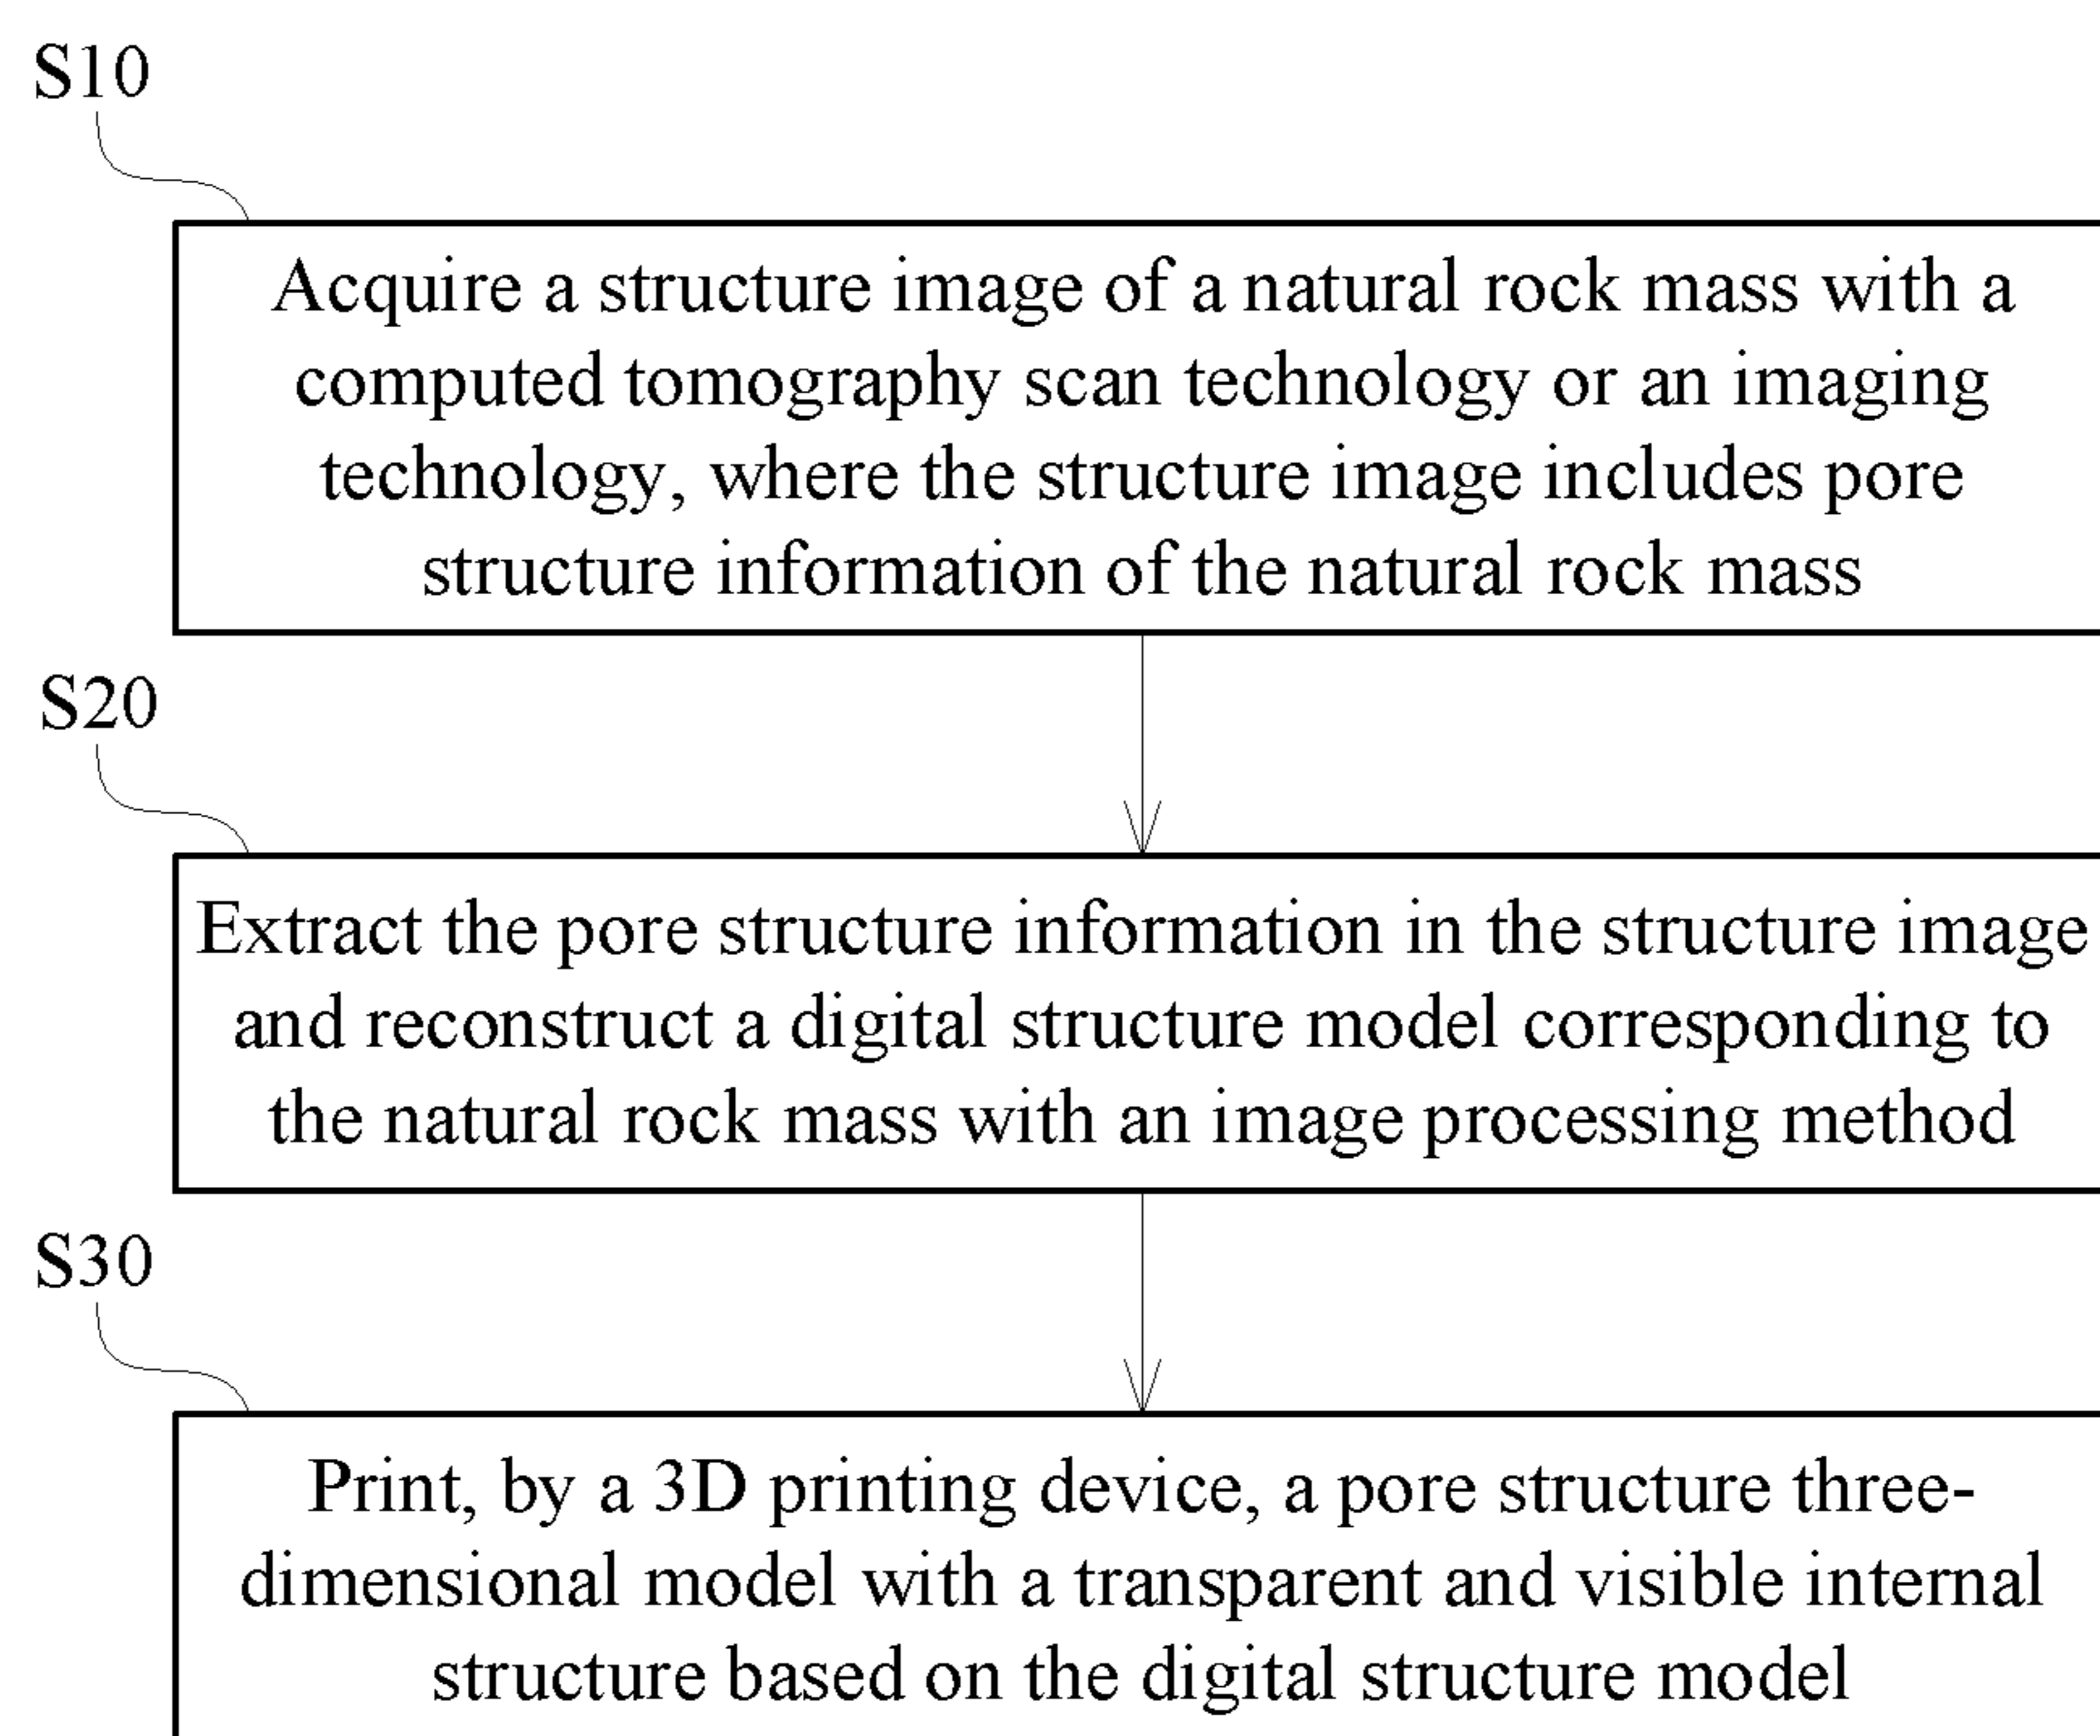 S10
Acquire a structure image of a natural rock mass with a
computed tomography scan technology or an imaging
technology, where the structure image includes pore
structure information of the natural rock mass
S20
Extract the pore structure information in the structure image
and reconstruct a digital structure model corresponding to
the natural rock mass with an image processing method
S30
Print, by a 3D printing device, a pore structure three-
dimensional model with a transparent and visible internal
structure based on the digital structure model